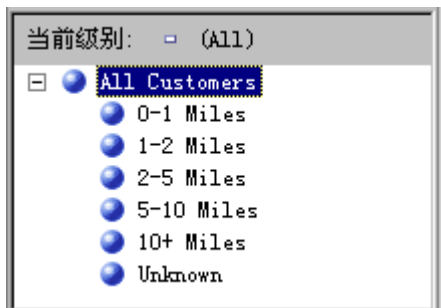 当前级别: (All)
All Customers
0-1 Miles
1-2 Miles
2-5 Miles
5-10 Miles
10+ Miles
Unknown